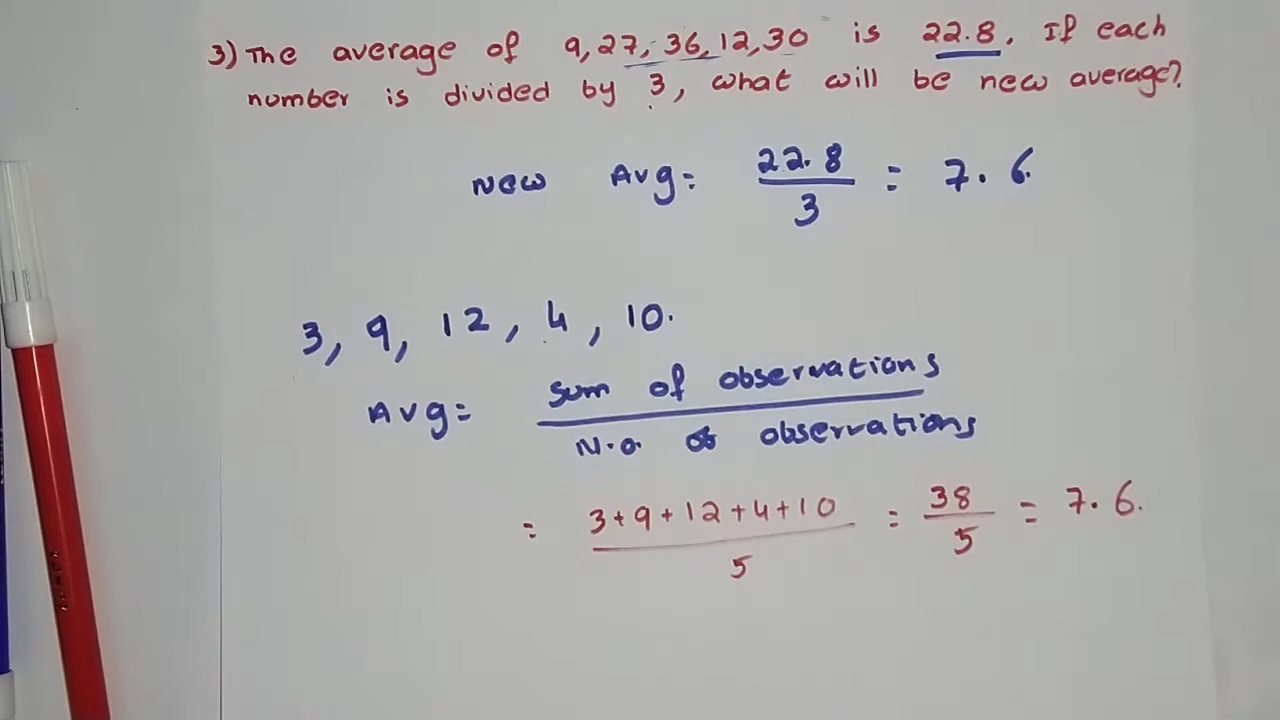 3) The average of 9, 27, 36, 12, 30 is 22.8. If each
number is divided by 3, what will be new average?
New Avg = 22.8/3 = 7.6.
3, 9, 12, 4, 10.
Avg = Sum of observations
N.o. of observations
= 3+9+12+4+10 / 5 = 38/5 = 7.6.